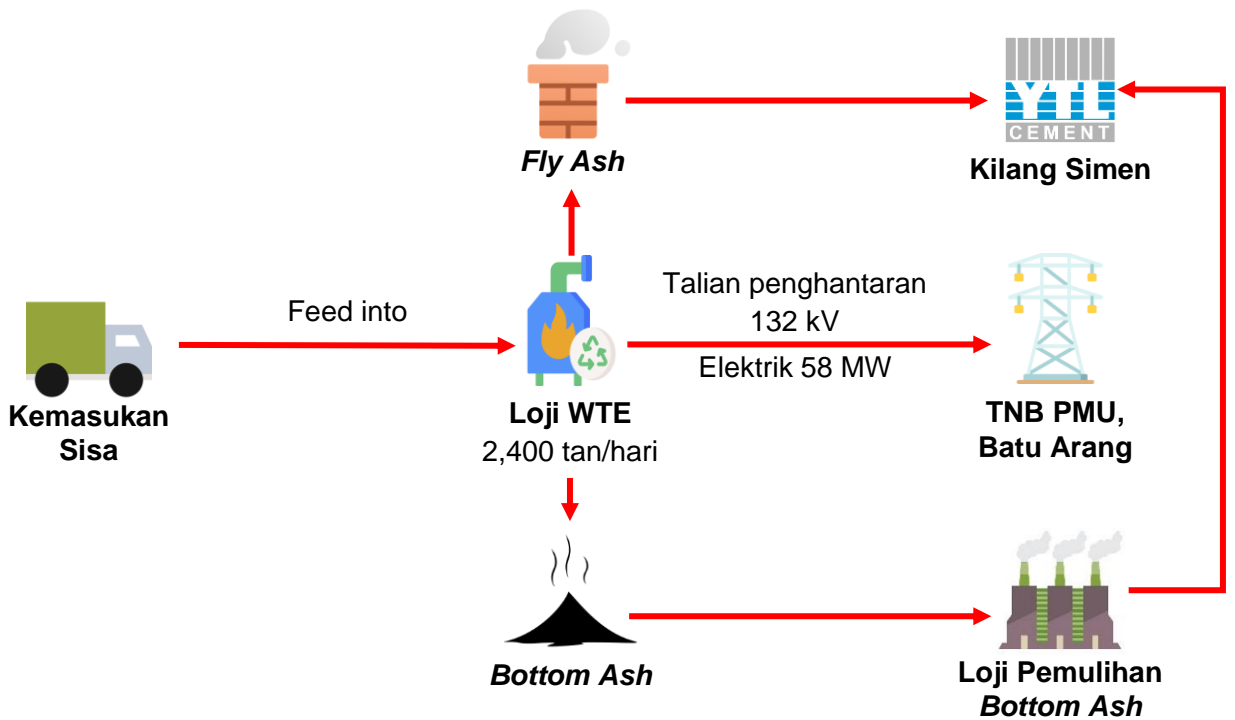 Fly Ash
YTL
CEMENT
Kilang Simen
Kemasukan
Sisa
Feed into
Loji WTE
2,400 tan/hari
Talian penghantaran
132 kV
Elektrik 58 MW
TNB PMU,
Batu Arang
Bottom Ash
Loji Pemulihan
Bottom Ash